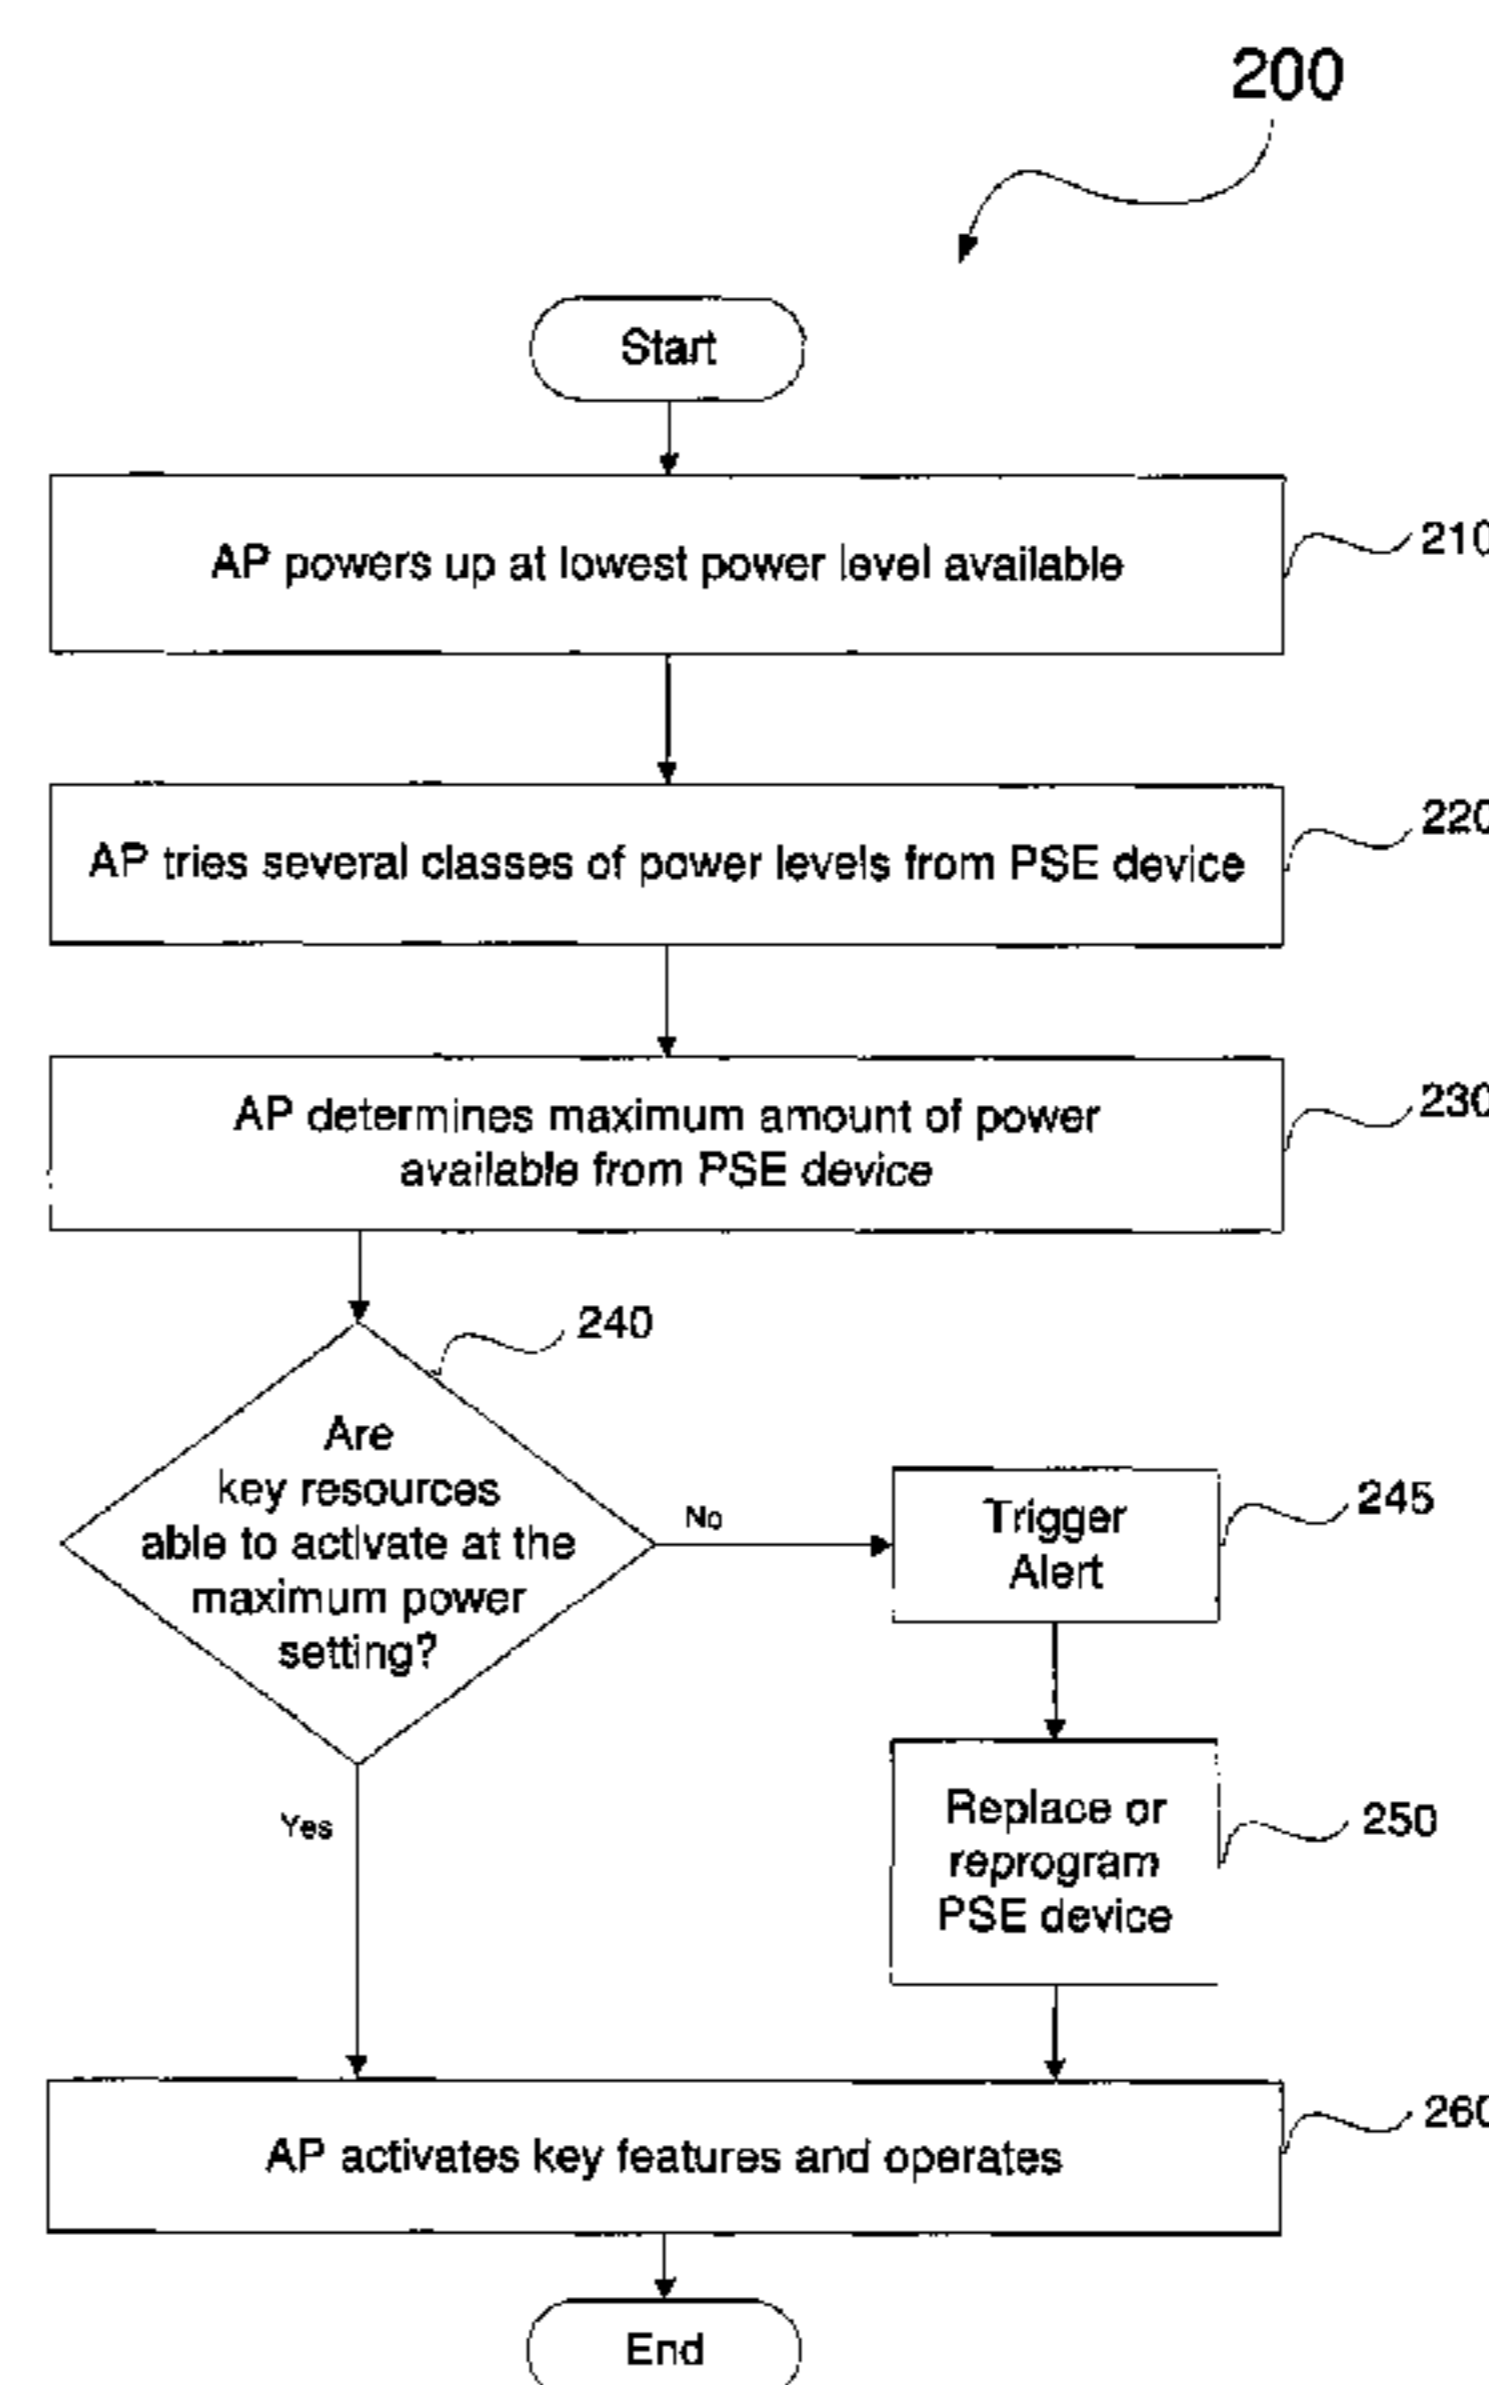 200
Start
AP powers up at lowest power level available
210
AP tries several classes of power levels from PSE device
220
AP determines maximum amount of power
available from PSE device
230
240
Are
key resources
able to activate at the
maximum power
setting?
No
Trigger
Alert
245
Yes
Replace or
reprogram
PSE device
250
AP activates key features and operates
260
End